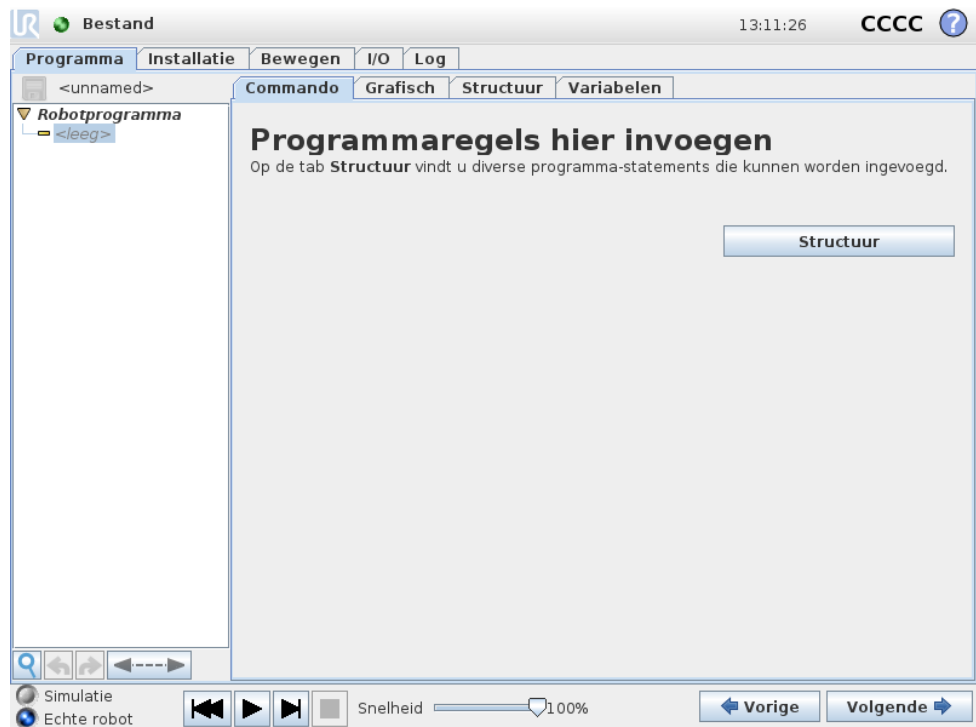 UR Bestand 13:11:26 CCCC ?
Programma Installatie Bewegen I/O Log
<unnamed> Commando Grafisch Structuur Variabelen
Robotprogramma
<leeg>
Programmaregels hier invoegen
Op de tab Structuur vindt u diverse programma-statements die kunnen worden ingevoegd.
Structuur
Simulatie
Echte robot
Snelheid 100%
Vorige Volgende